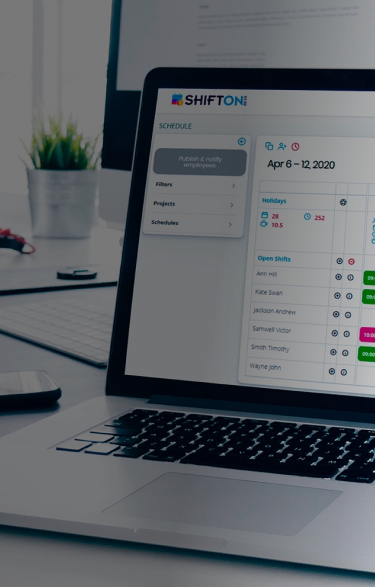 SHIFTON
SCHEDULE
Publish & notify
employees
Filters
Projects
Schedules
Apr 6 – 12, 2020
Holidays
28
252
10.5
Open Shifts
Ann Hill
Kate Swan
Jackson Andrew
Samwell Victor
Smith Timothy
Wayne John